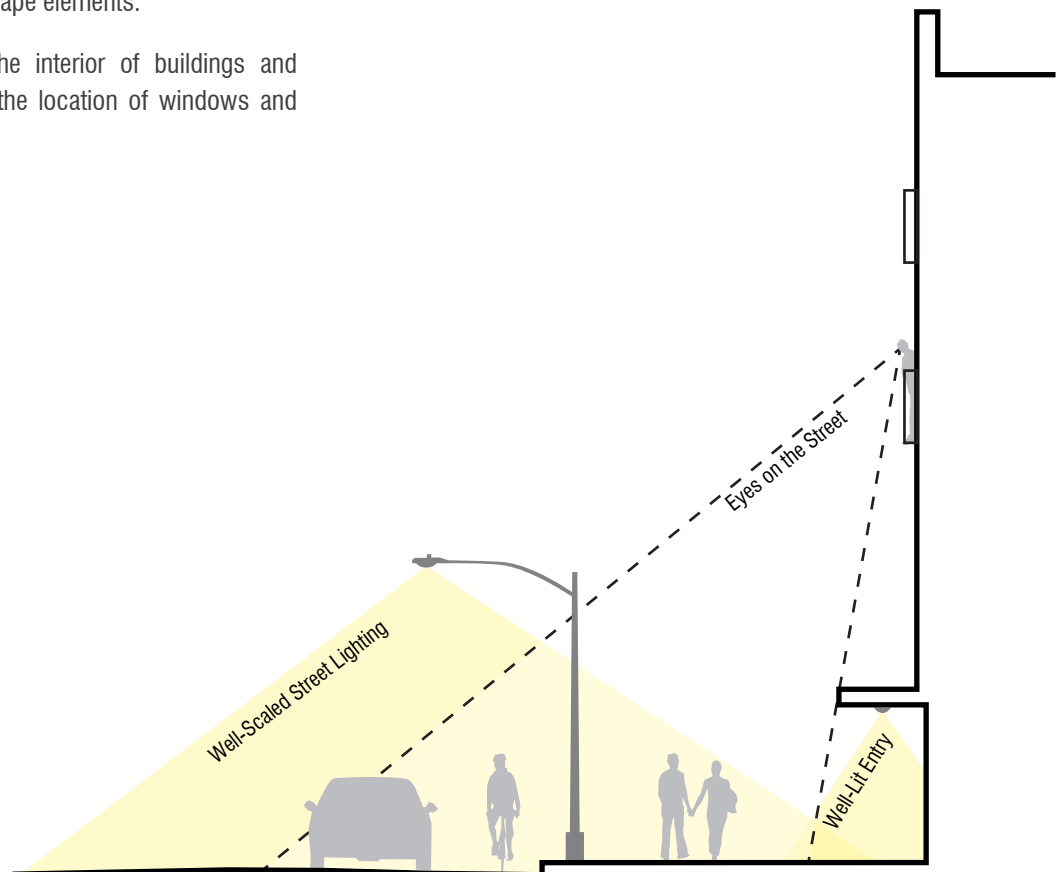 ape elements.
he interior of buildings and
the location of windows and
Eyes on the Street
Well-Scaled Street Lighting
Well-Lit Entry